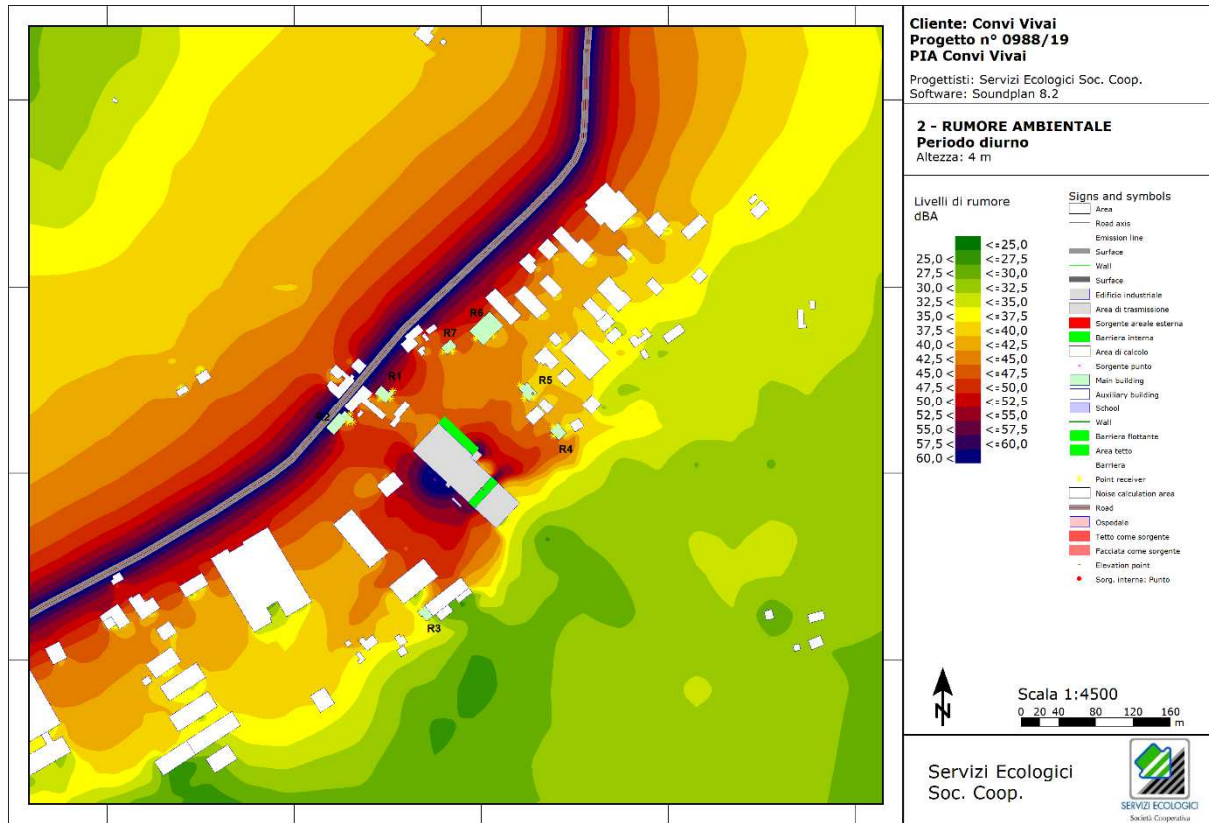 Cliente: Convi Vivai
Progetto n° 0988/19
PIA Convi Vivai
Progettisti: Servizi Ecologici Soc. Coop.
Software: Soundplan 8.2
2 - RUMORE AMBIENTALE
Periodo diurno
Altezza: 4 m
Livelli di rumore
dBA
<=25,0
25,0 < <=27,5
27,5 < <=30,0
30,0 < <=32,5
32,5 < <=35,0
35,0 < <=37,5
37,5 < <=40,0
40,0 < <=42,5
42,5 < <=45,0
45,0 < <=47,5
47,5 < <=50,0
50,0 < <=52,5
52,5 < <=55,0
55,0 < <=57,5
57,5 < <=60,0
60,0 <
Signs and symbols
Area
Road axis
Emission line
Surface
Wall
Surface
Edificio industriale
Area di trasmissione
Sorgente areale esterna
Barriera interna
Area di calcolo
Sorgente punto
Main building
Auxiliary building
School
Wall
Barriera flottante
Area tetto
Barriera
Point receiver
Noise calculation area
Road
Ospedale
Tetto come sorgente
Facciata come sorgente
Elevation point
Sorg. interna: Punto
R6
R7
R1
R5
R2
R4
R3
N
Scala 1:4500
0 20 40 80 120 160
m
Servizi Ecologici
Soc. Coop.
SERVIZI ECOLOGICI
Società Cooperativa